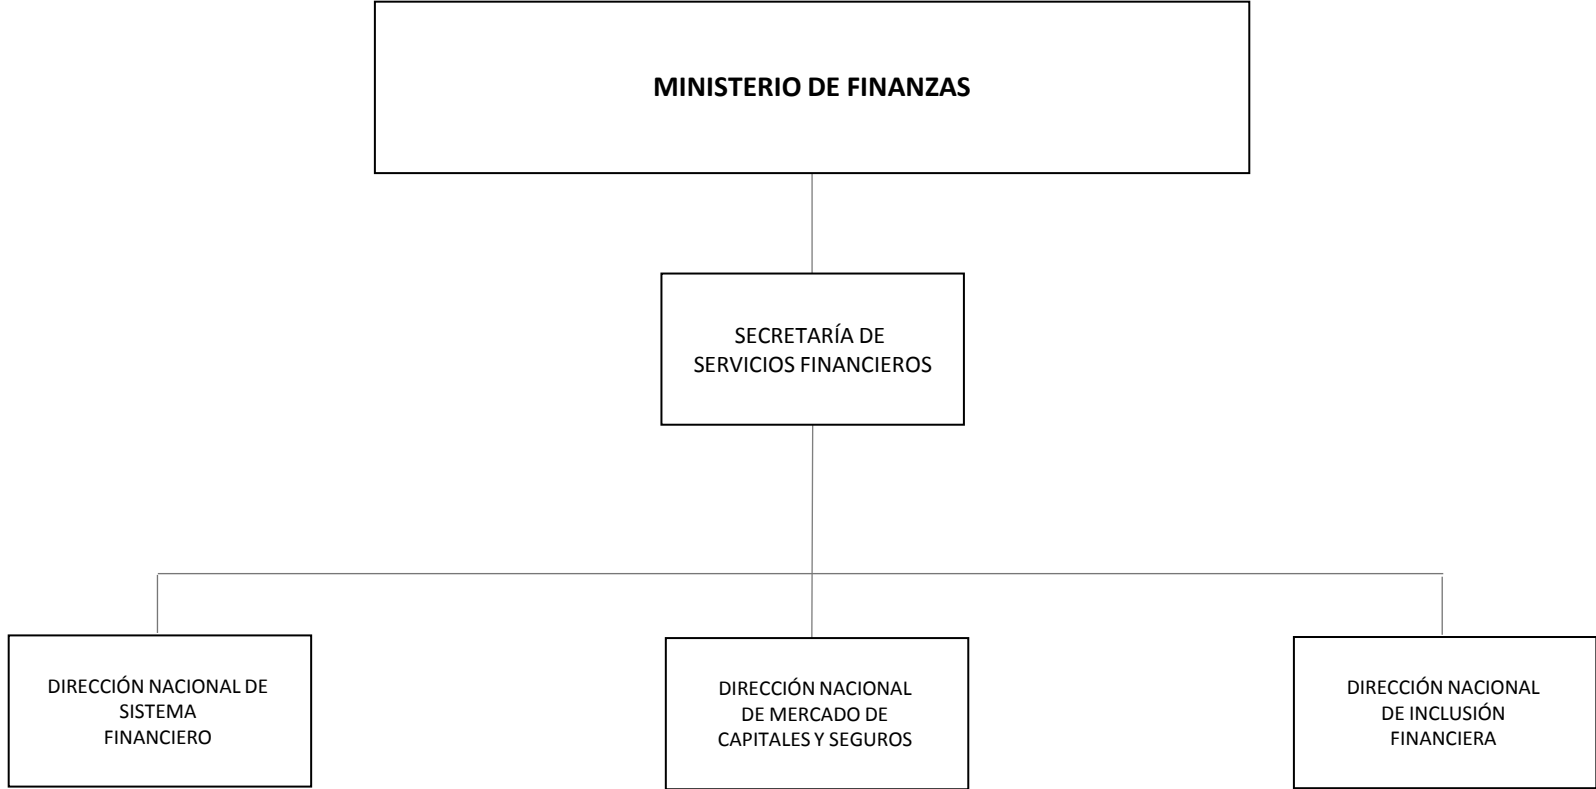 MINISTERIO DE FINANZAS
SECRETARÍA DE
SERVICIOS FINANCIEROS
DIRECCIÓN NACIONAL DE
SISTEMA
FINANCIERO
DIRECCIÓN NACIONAL
DE MERCADO DE
CAPITALES Y SEGUROS
DIRECCIÓN NACIONAL
DE INCLUSIÓN
FINANCIERA